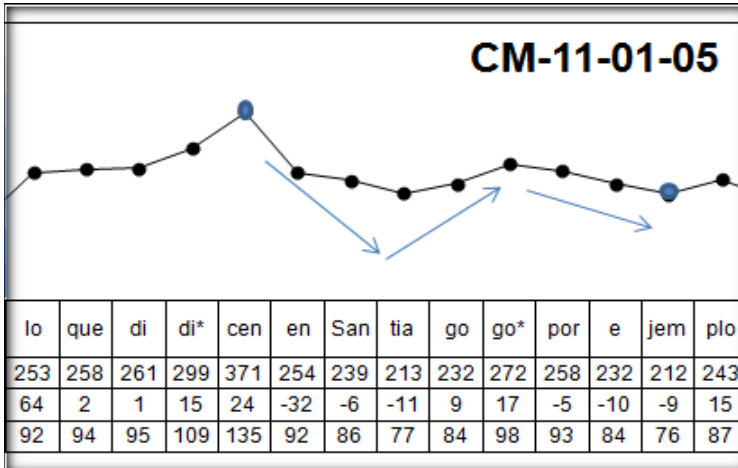 CM-11-01-05
lo que di di* cen en San tia go go* por e jem plo
253 258 261 299 371 254 239 213 232 272 258 232 212 243
64 2 1 15 24 -32 -6 -11 9 17 -5 -10 -9 15
92 94 95 109 135 92 86 77 84 98 93 84 76 87